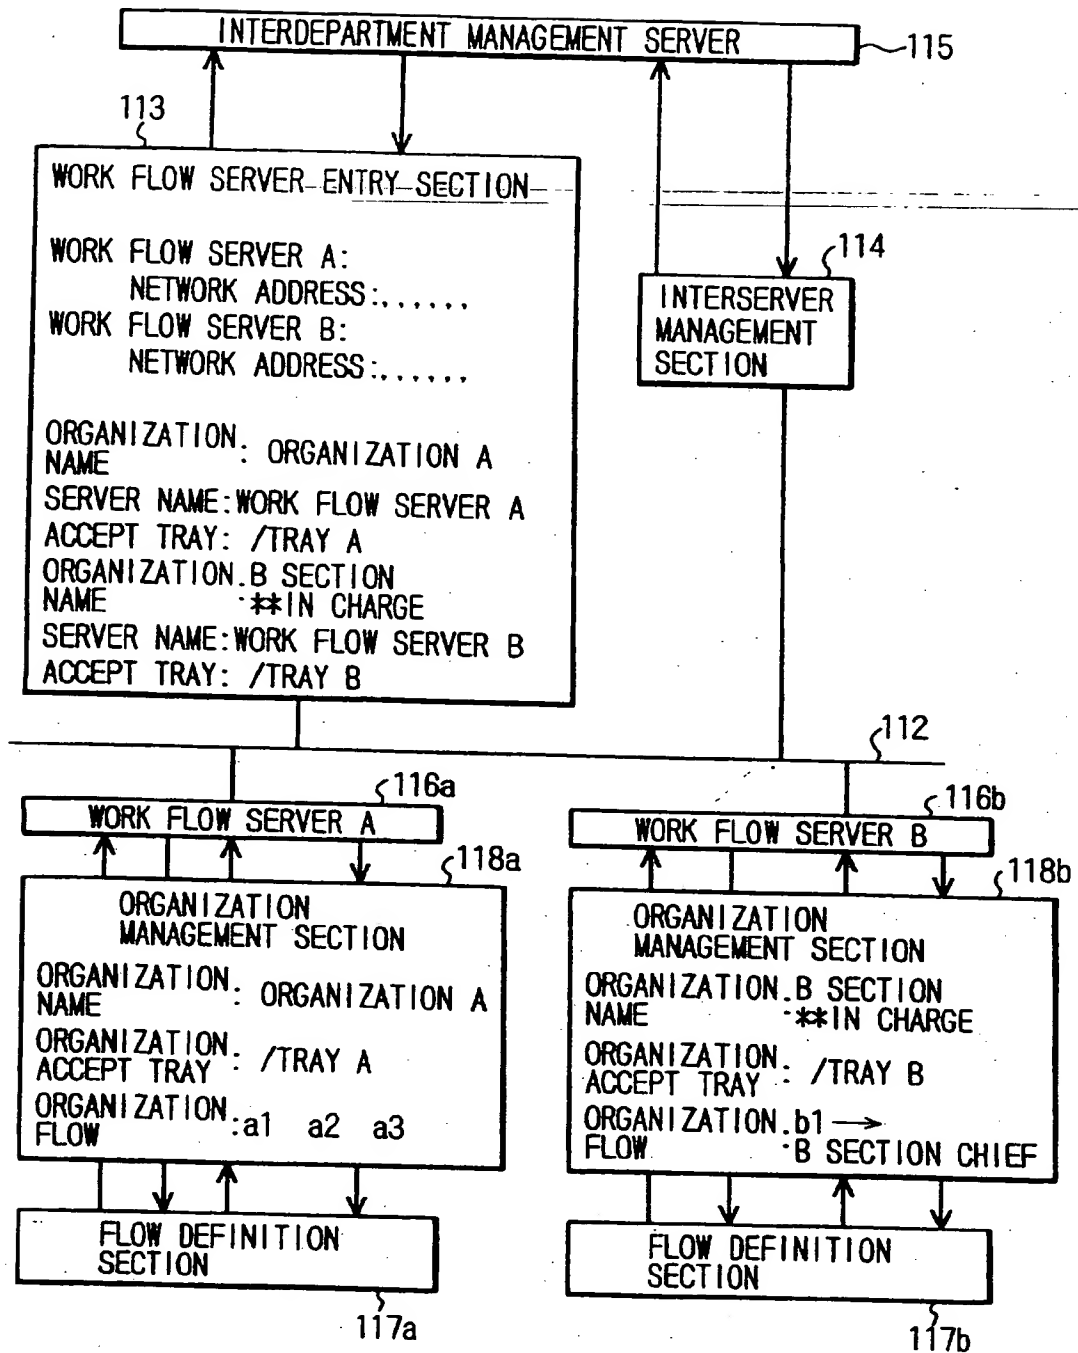 INTERDEPARTMENT MANAGEMENT SERVER
115
113
WORK FLOW SERVER ENTRY SECTION
WORK FLOW SERVER A:
NETWORK ADDRESS:......
WORK FLOW SERVER B:
NETWORK ADDRESS:......
ORGANIZATION
NAME : ORGANIZATION A
SERVER NAME:WORK FLOW SERVER A
ACCEPT TRAY: /TRAY A
ORGANIZATION:B SECTION
NAME **IN CHARGE
SERVER NAME:WORK FLOW SERVER B
ACCEPT TRAY: /TRAY B
114
INTERSERVER
MANAGEMENT
SECTION
112
116a
WORK FLOW SERVER A
118a
ORGANIZATION
MANAGEMENT SECTION
ORGANIZATION
NAME : ORGANIZATION A
ORGANIZATION
ACCEPT TRAY : /TRAY A
ORGANIZATION
FLOW :a1 a2 a3
FLOW DEFINITION
SECTION
117a
116b
WORK FLOW SERVER B
118b
ORGANIZATION
MANAGEMENT SECTION
ORGANIZATION:B SECTION
NAME **IN CHARGE
ORGANIZATION
ACCEPT TRAY : /TRAY B
ORGANIZATION:b1 →
FLOW B SECTION CHIEF
FLOW DEFINITION
SECTION
117b